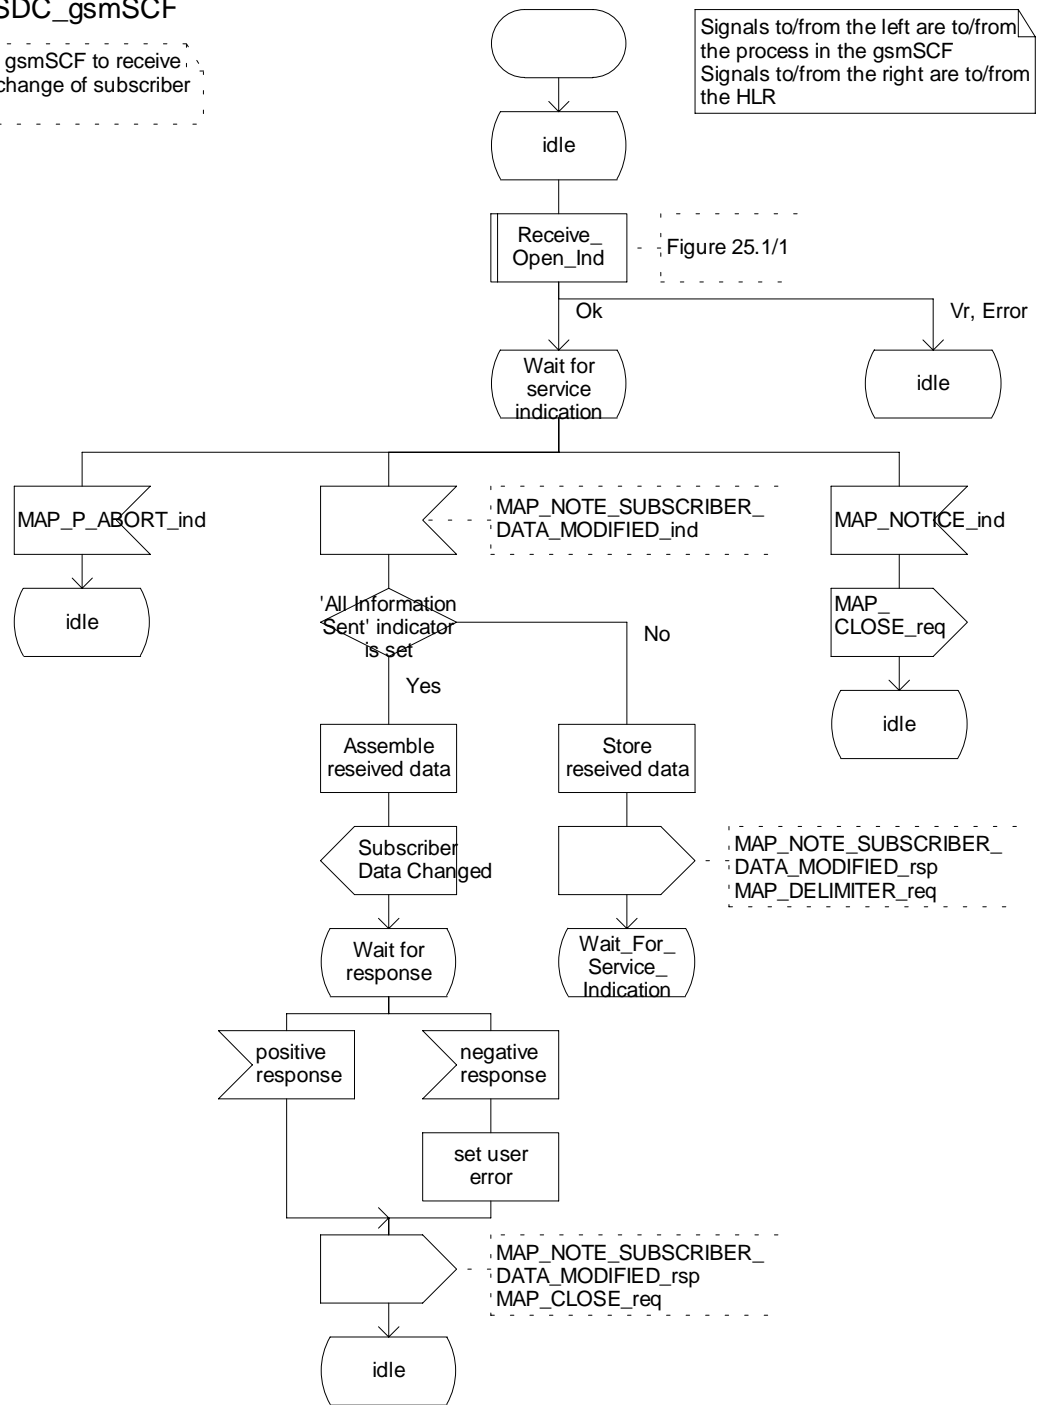 SDC_gsmSCF
gsmSCF to receive
change of subscriber
Signals to/from the left are to/from
the process in the gsmSCF
Signals to/from the right are to/from
the HLR
idle
Receive_
Open_Ind
Figure 25.1/1
Ok
Vr, Error
Wait for
service
indication
idle
MAP_P_ABORT_ind
MAP_NOTE_SUBSCRIBER_
DATA_MODIFIED_ind
MAP_NOTICE_ind
idle
'All Information
Sent' indicator
is set
No
MAP_
CLOSE_req
Yes
idle
Assemble
reseived data
Store
reseived data
Subscriber
Data Changed
MAP_NOTE_SUBSCRIBER_
DATA_MODIFIED_rsp
MAP_DELIMITER_req
Wait for
response
Wait_For_
Service_
Indication
positive
response
negative
response
set user
error
MAP_NOTE_SUBSCRIBER_
DATA_MODIFIED_rsp
MAP_CLOSE_req
idle